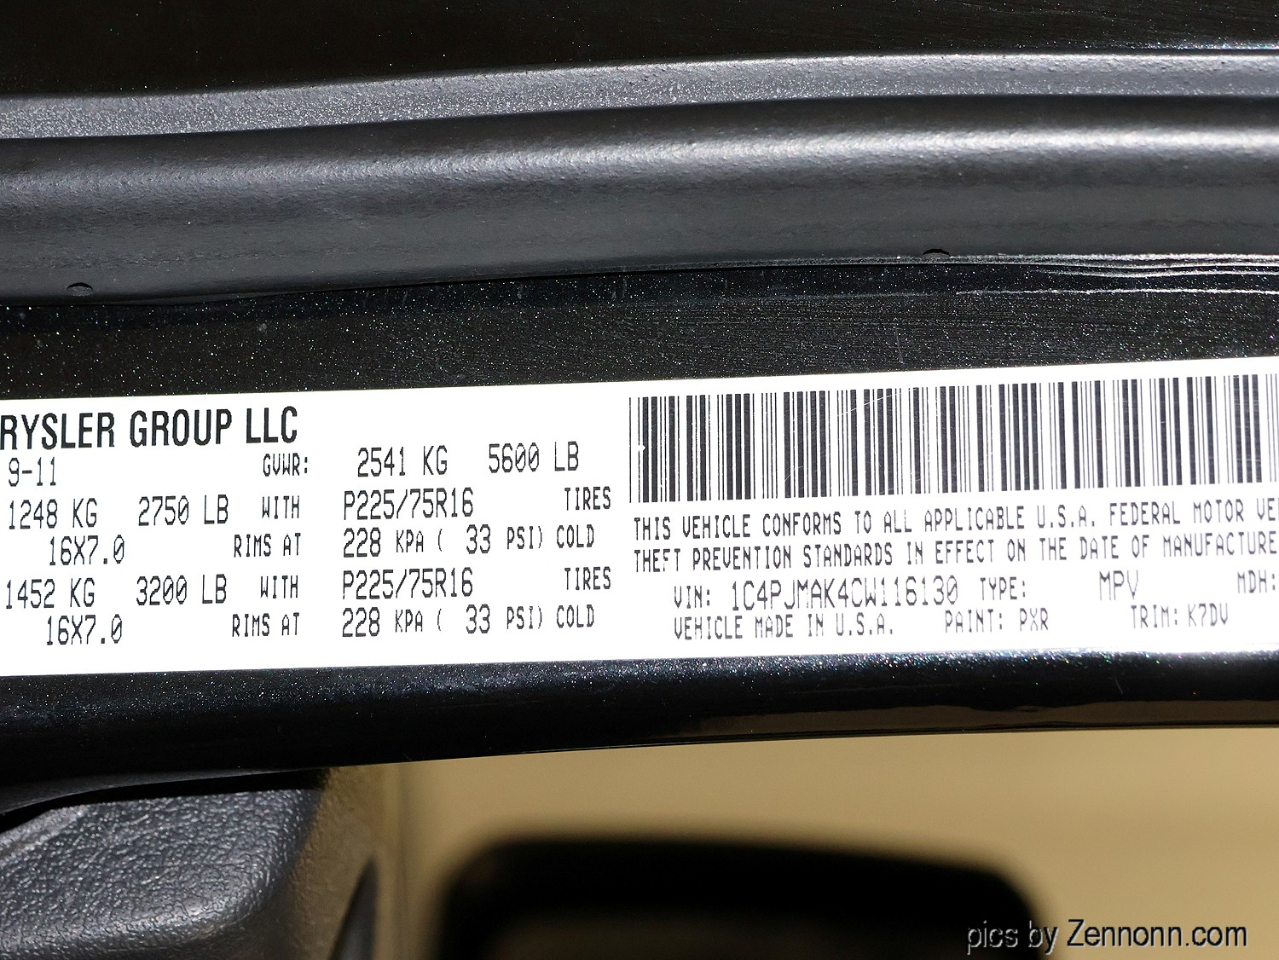 RYSLER GROUP LLC
9-11 GVWR: 2541 KG 5600 LB
1248 KG 2750 LB WITH P225/75R16 TIRES
16X7.0 RIMS AT 228 KPA ( 33 PSI) COLD
1452 KG 3200 LB WITH P225/75R16 TIRES
16X7.0 RIMS AT 228 KPA ( 33 PSI) COLD
THIS VEHICLE CONFORMS TO ALL APPLICABLE U.S.A. FEDERAL MOTOR VE
THEFT PREVENTION STANDARDS IN EFFECT ON THE DATE OF MANUFACTURE
VIN: 1C4PJMAK4CW116130 TYPE: MPV MDH:
VEHICLE MADE IN U.S.A. PAINT: PXR TRIM: K7DV
pics by Zennonn.com